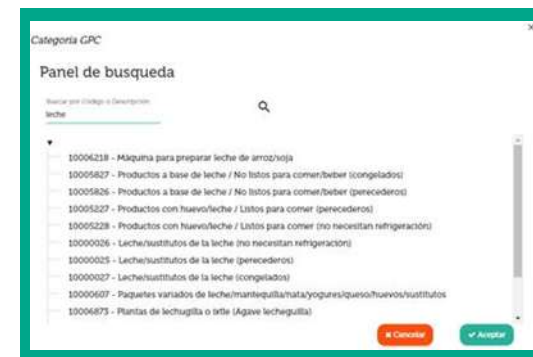 Categoría GPC
×
Panel de busqueda
Buscar por Código o Descripción
leche
10006218 - Máquina para preparar leche de arroz/soja
10005827 - Productos a base de leche / No listos para comer/beber (congelados)
10005826 - Productos a base de leche / No listos para comer/beber (perecederos)
10005227 - Productos con huevo/leche / Listos para comer (perecederos)
10005228 - Productos con huevo/leche / Listos para comer (no necesitan refrigeración)
10000026 - Leche/sustitutos de la leche (no necesitan refrigeración)
10000025 - Leche/sustitutos de la leche (perecederos)
10000027 - Leche/sustitutos de la leche (congelados)
10000607 - Paquetes variados de leche/mantequilla/nata/yogures/queso/huevos/sustitutos
10006875 - Plantas de lechugilla o ixtle (Agave lecheguilla)
× Cancelar
✔ Aceptar